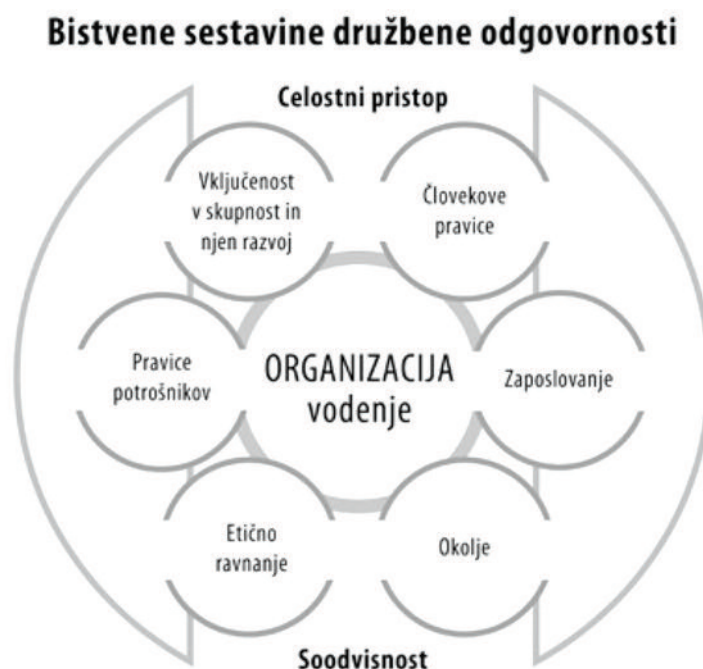 Bistvene sestavine družbene odgovornosti
Celostni pristop
Vključenost
v skupnost in
njen razvoj
Človekove
pravice
Pravice
potrošnikov
ORGANIZACIJA
vodenje
Zaposlovanje
Etično
ravnanje
Okolje
Soodvisnost